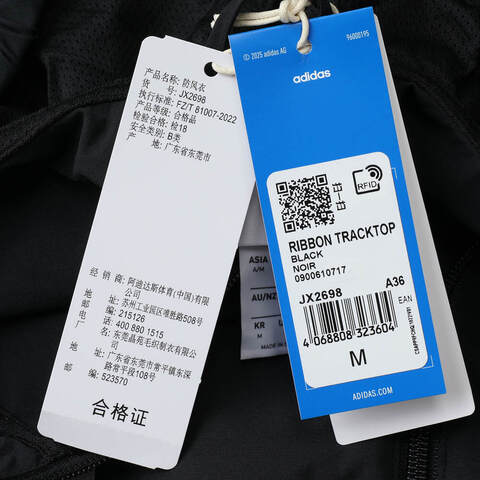 产品名称: 防风衣
货 号: JX2698
执行标准: FZ/T 81007-2022
产品等级: 合格品
检验合格: 检18
安全类别: B类
产 地: 广东省东莞市
经销商: 阿迪达斯体育(中国)有限
公司
地 址: 苏州工业园区唯胜路508号
邮 编: 215126
电 话: 400 880 1515
厂 名: 东莞晶苑毛织制衣有限公司
地 址: 广东省东莞市常平镇东深
路常平段108号
邮 编: 523570
合格证
© 2025 adidas AG
96000195
adidas
RFID
RIBBON TRACKTOP
BLACK
NOIR
0900610717
JX2698
A36
EAN
4 068808 323604
M
ADIDAS.COM
ASIA
A/M
AU/NZ
KR
M
MADE IN